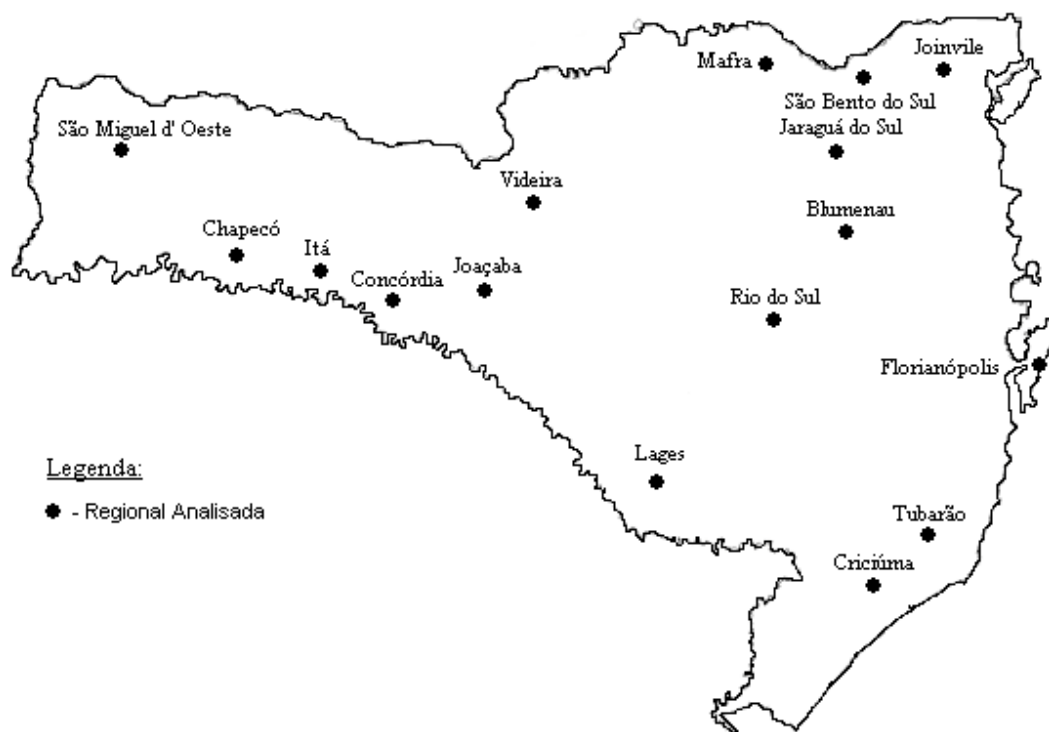 Joinvile
Mafra
São Bento do Sul
Jaraguá do Sul
São Miguel d' Oeste
Videira
Blumenau
Chapecó
Itá
Concórdia
Joaçaba
Rio do Sul
Florianópolis
Lages
Legenda:
- Regional Analisada
Tubarão
Criciúma